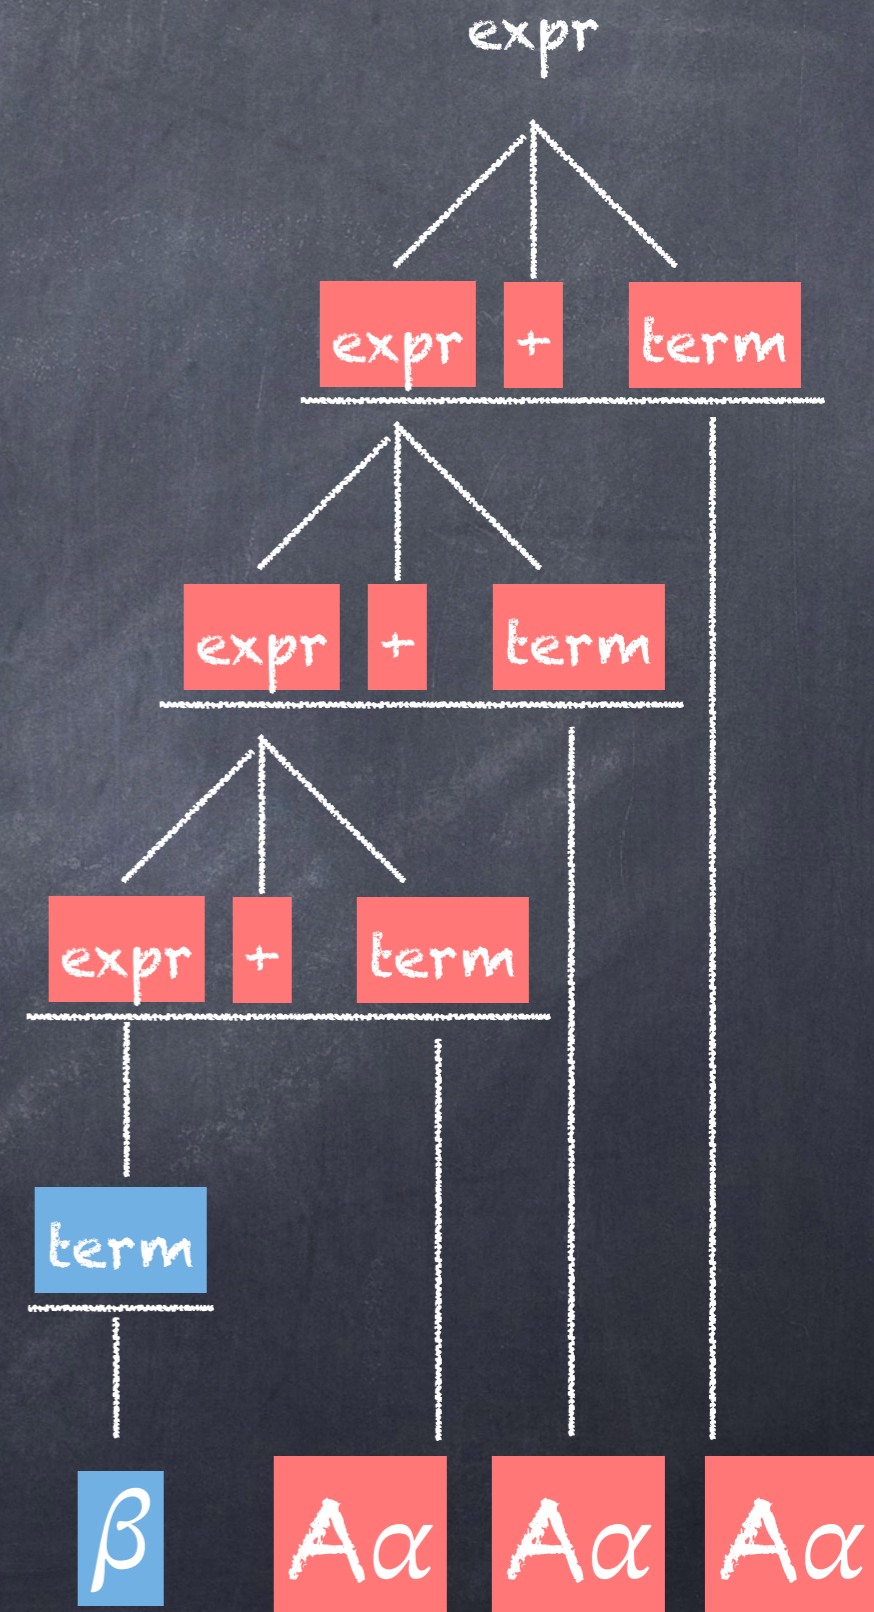 expr
expr + term
expr + term
expr + term
term
β Aα Aα Aα